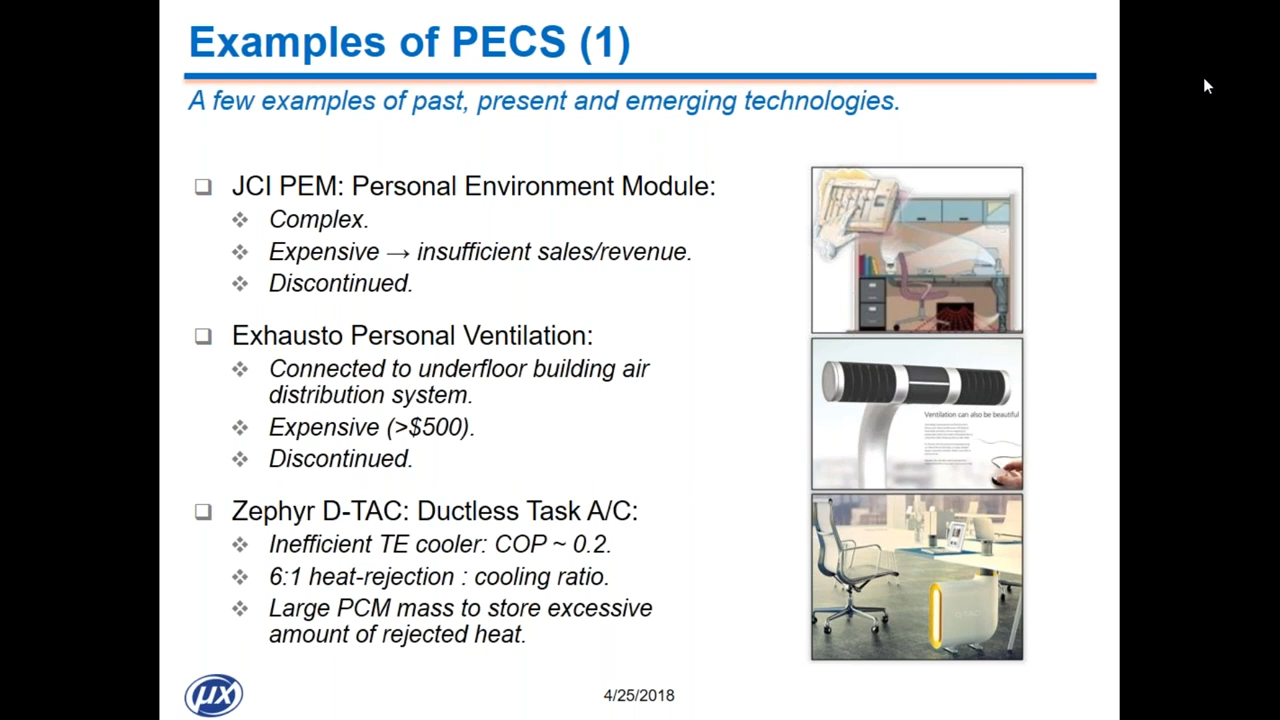 Examples of PECS (1)
A few examples of past, present and emerging technologies.
JCI PEM: Personal Environment Module:
Complex.
Expensive → insufficient sales/revenue.
Discontinued.
Exhausto Personal Ventilation:
Connected to underfloor building air
distribution system.
Expensive (>$500).
Discontinued.
Ventilation can also be beautiful
Zephyr D-TAC: Ductless Task A/C:
Inefficient TE cooler: COP ~ 0.2.
6:1 heat-rejection : cooling ratio.
Large PCM mass to store excessive
amount of rejected heat.
D-TAC
μx
4/25/2018